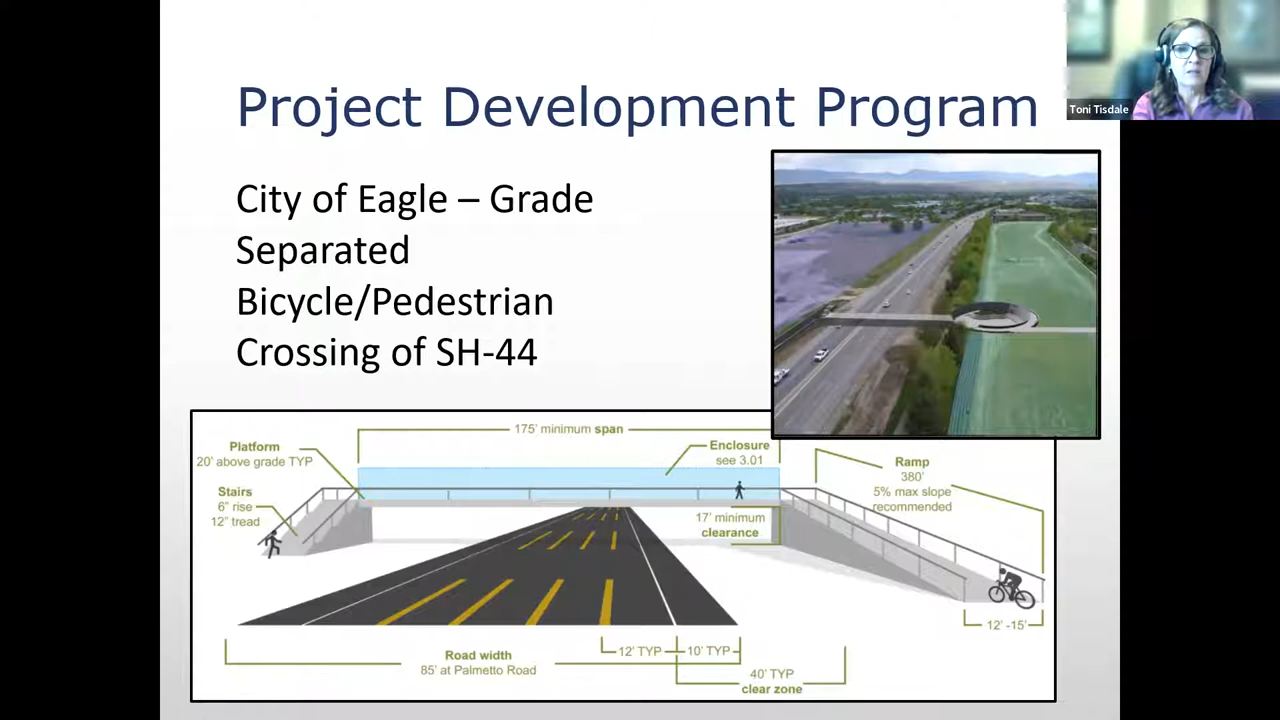 Project Development Program
Toni Tisdale
City of Eagle – Grade
Separated
Bicycle/Pedestrian
Crossing of SH-44
175' minimum span
Platform
20' above grade TYP
Enclosure
see 3.01
Ramp
380'
5% max slope
recommended
Stairs
6" rise
12" tread
17' minimum
clearance
12' -15'
Road width
85' at Palmetto Road
12' TYP
10' TYP
40' TYP
clear zone